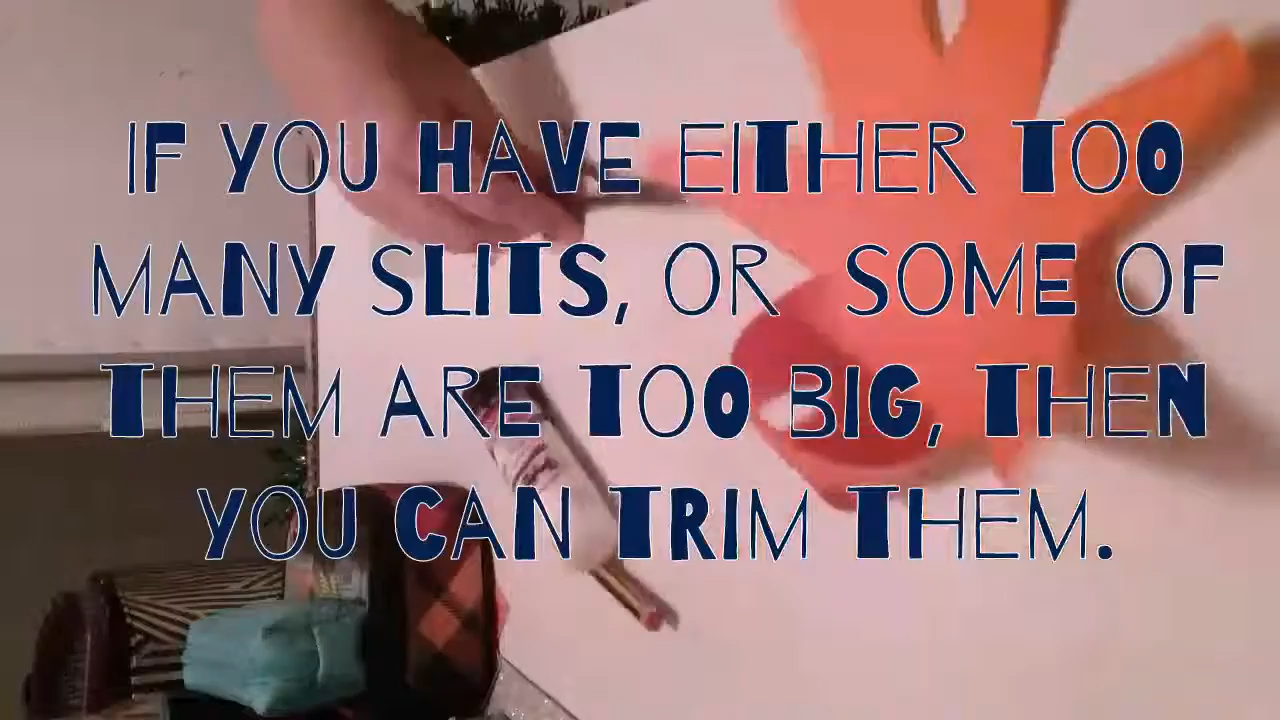 IF YOU HAVE EITHER TOO
MANY SLITS, OR SOME OF
THEM ARE TOO BIG, THEN
YOU CAN TRIM THEM.